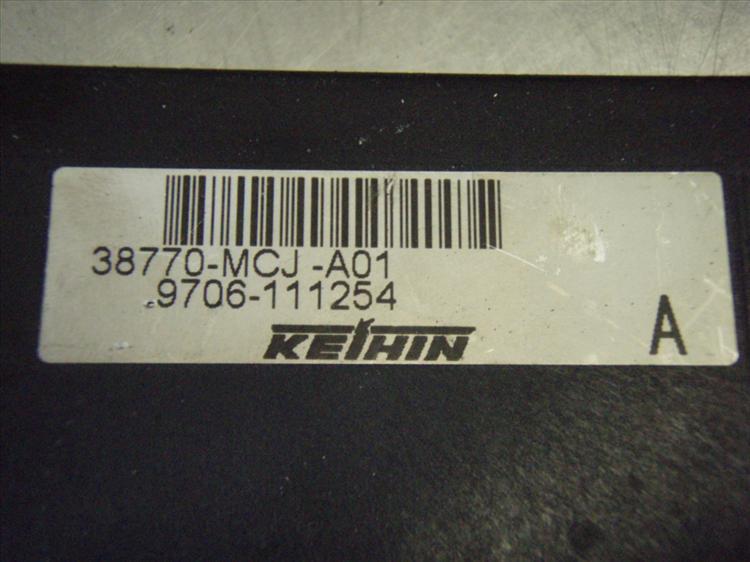 38770-MCJ -A01
9706-111254
KEIHIN
A